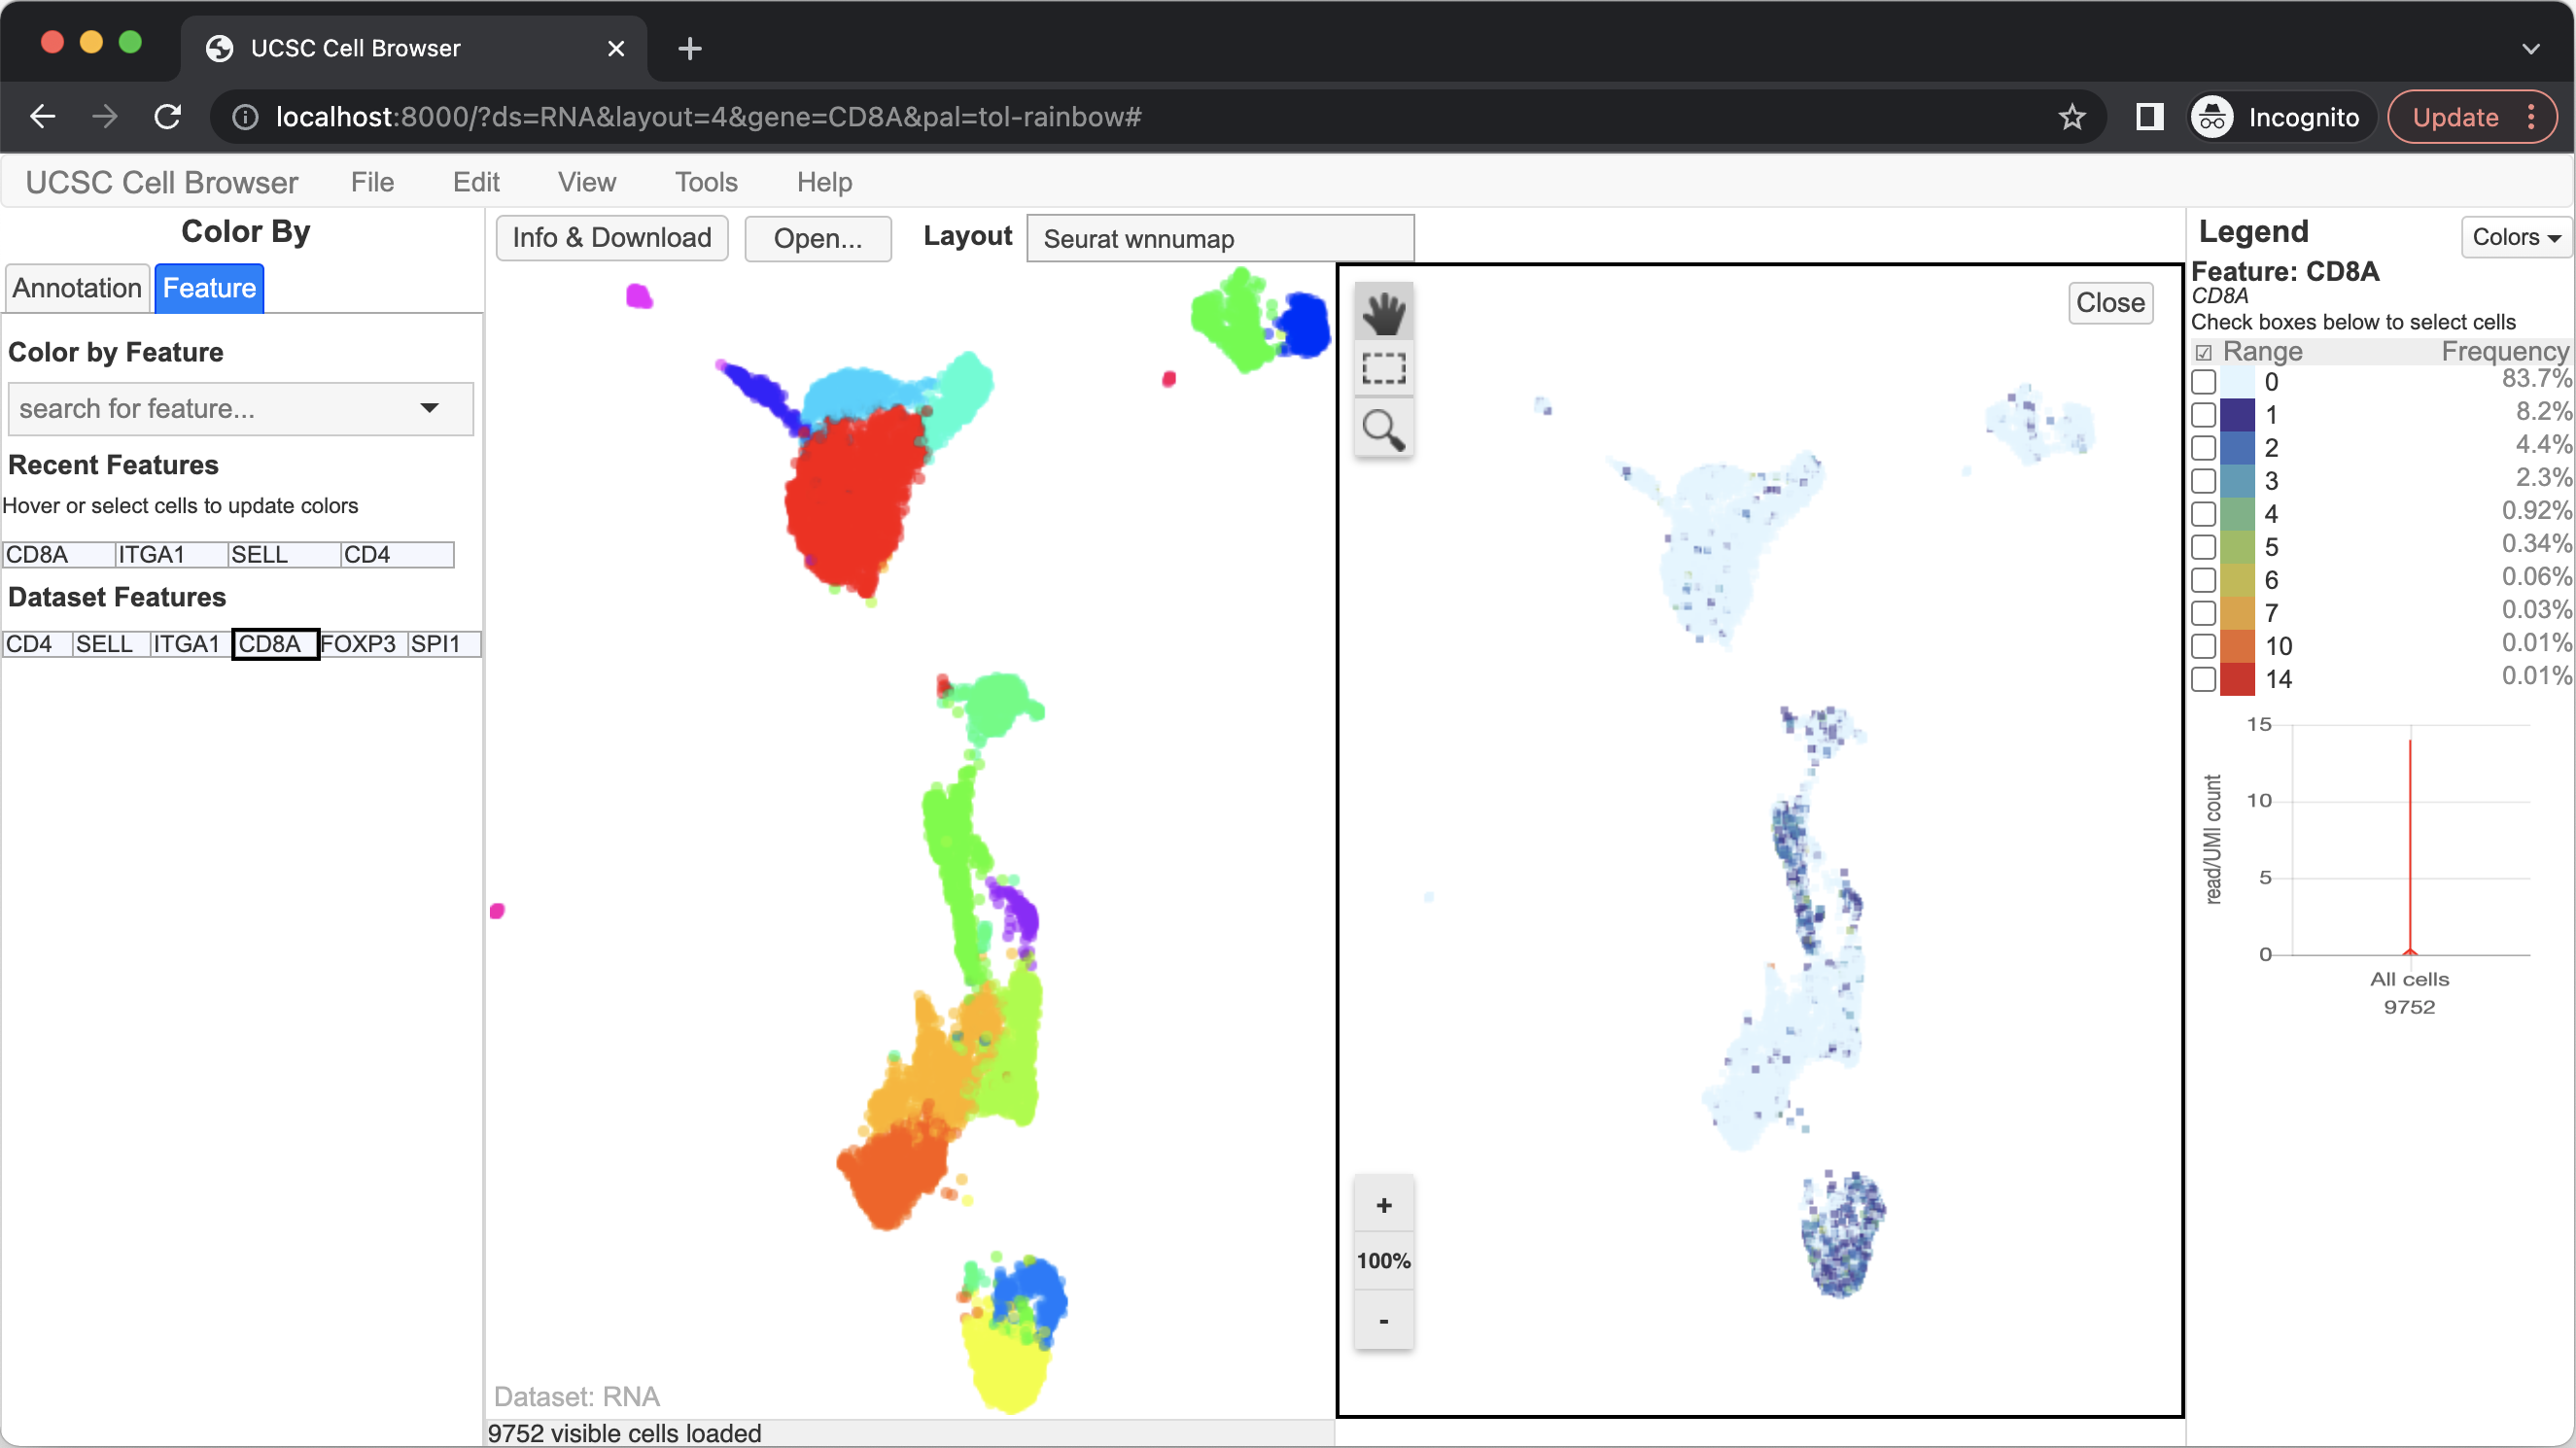 UCSC Cell Browser
localhost:8000/?ds=RNA&layout=4&gene=CD8A&pal=tol-rainbow#
Incognito
Update
UCSC Cell Browser File Edit View Tools Help
Color By
Annotation Feature
Color by Feature
search for feature...
Recent Features
Hover or select cells to update colors
CD8A ITGA1 SELL CD4
Dataset Features
CD4 SELL ITGA1 CD8A FOXP3 SPI1
Info & Download Open... Layout Seurat wnnumap
Close
+
100%
-
Dataset: RNA
9752 visible cells loaded
Legend Colors
Feature: CD8A
CD8A
Check boxes below to select cells
Range Frequency
0 83.7%
1 8.2%
2 4.4%
3 2.3%
4 0.92%
5 0.34%
6 0.06%
7 0.03%
10 0.01%
14 0.01%
15
10
5
0
read/UMI count
All cells
9752